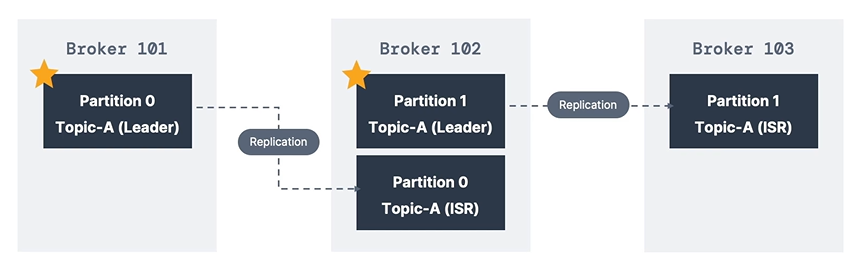 Broker 101
Partition 0
Topic-A (Leader)
Replication
Broker 102
Partition 1
Topic-A (Leader)
Partition 0
Topic-A (ISR)
Replication
Broker 103
Partition 1
Topic-A (ISR)